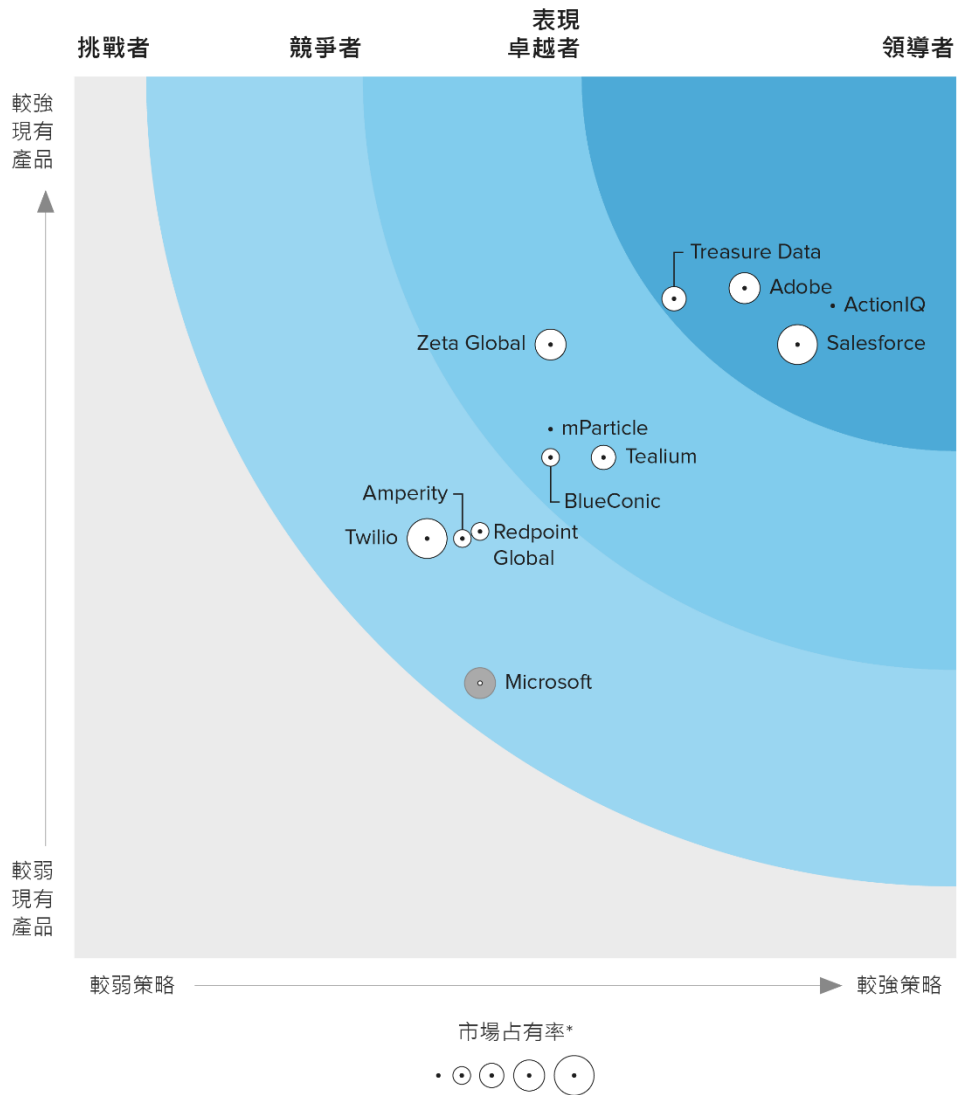 挑戰者
競爭者
表現
卓越者
領導者
較強
現有
產品
Treasure Data
Adobe
ActionIQ
Zeta Global
Salesforce
mParticle
Tealium
Amperity
BlueConic
Twilio
Redpoint
Global
Microsoft
較弱
現有
產品
較弱策略
較強策略
市場占有率*